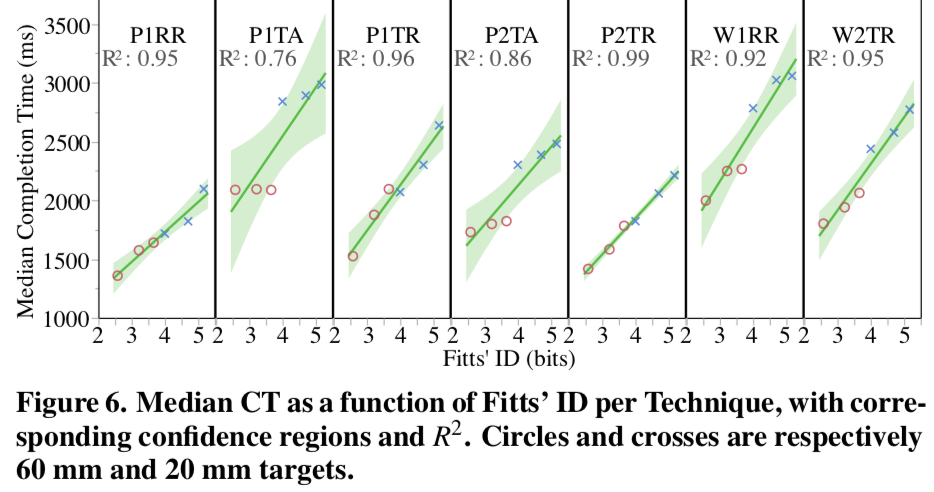 3500
3000
2500
2000
1500
1000
Median Completion Time (ms)
P1RR
R²: 0.95
P1TA
R²: 0.76
P1TR
R²: 0.96
P2TA
R²: 0.86
P2TR
R²: 0.99
W1RR
R²: 0.92
W2TR
R²: 0.95
2 3 4 5 2 3 4 5 2 3 4 5 2 3 4 5 2 3 4 5 2 3 4 5 2 3 4 5
Fitts' ID (bits)
Figure 6. Median CT as a function of Fitts’ ID per Technique, with corre-
sponding confidence regions and R². Circles and crosses are respectively
60 mm and 20 mm targets.